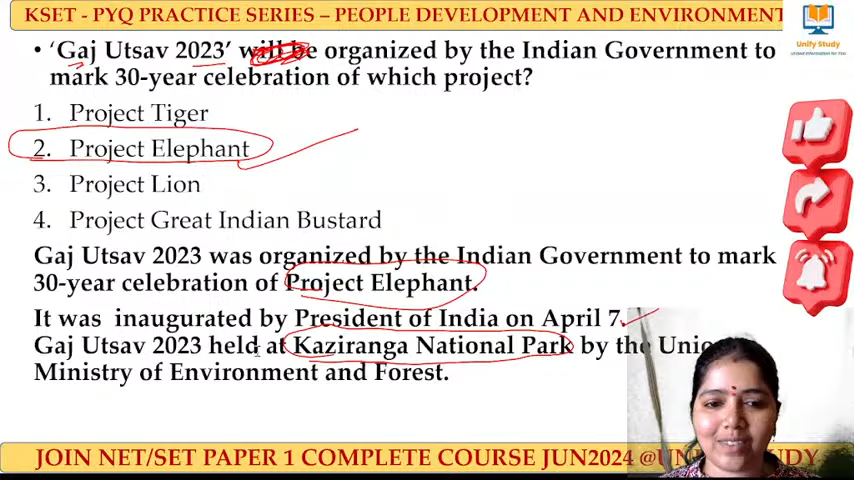 KSET - PYQ PRACTICE SERIES – PEOPLE DEVELOPMENT AND ENVIRONMENT
Unify Study
• 'Gaj Utsav 2023' will be organized by the Indian Government to
mark 30-year celebration of which project?
1. Project Tiger
2. Project Elephant
3. Project Lion
4. Project Great Indian Bustard
Gaj Utsav 2023 was organized by the Indian Government to mark
30-year celebration of Project Elephant.
It was inaugurated by President of India on April 7.
Gaj Utsav 2023 held at Kaziranga National Park by the
Ministry of Environment and Forest.
JOIN NET/SET PAPER 1 COMPLETE COURSE JUN2024 STUDY